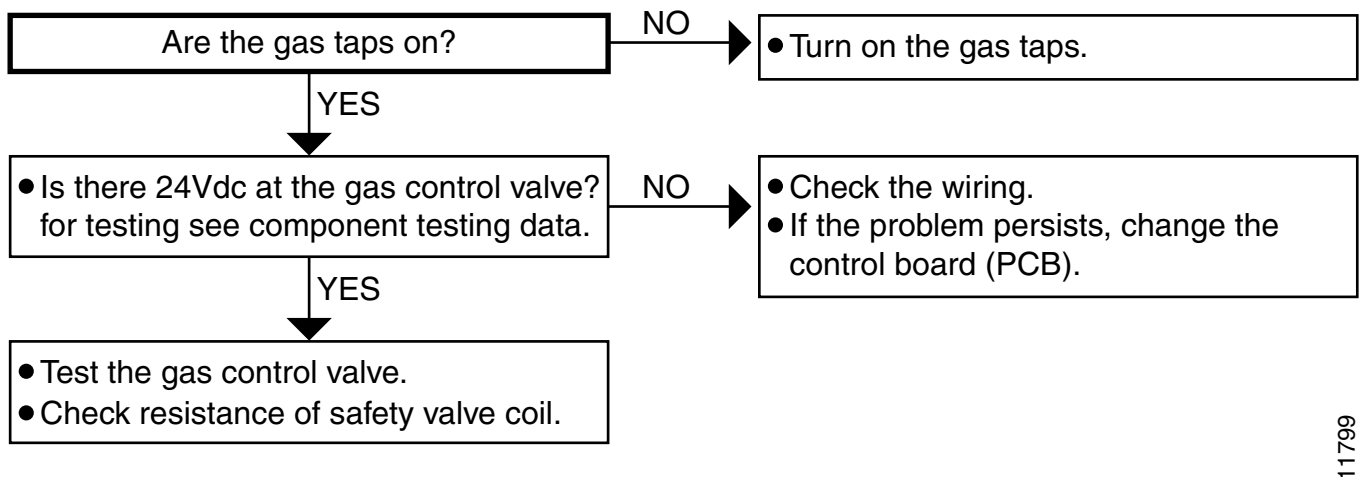 Are the gas taps on?
NO
● Turn on the gas taps.
YES
● Is there 24Vdc at the gas control valve?
for testing see component testing data.
NO
● Check the wiring.
● If the problem persists, change the
control board (PCB).
YES
● Test the gas control valve.
● Check resistance of safety valve coil.
11799